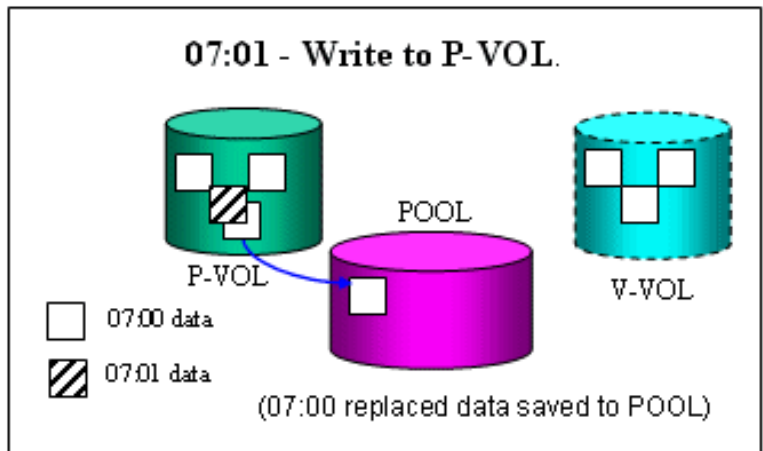 07:01 - Write to P-VOL.
POOL
P-VOL
V-VOL
07:00 data
07:01 data
(07:00 replaced data saved to POOL)